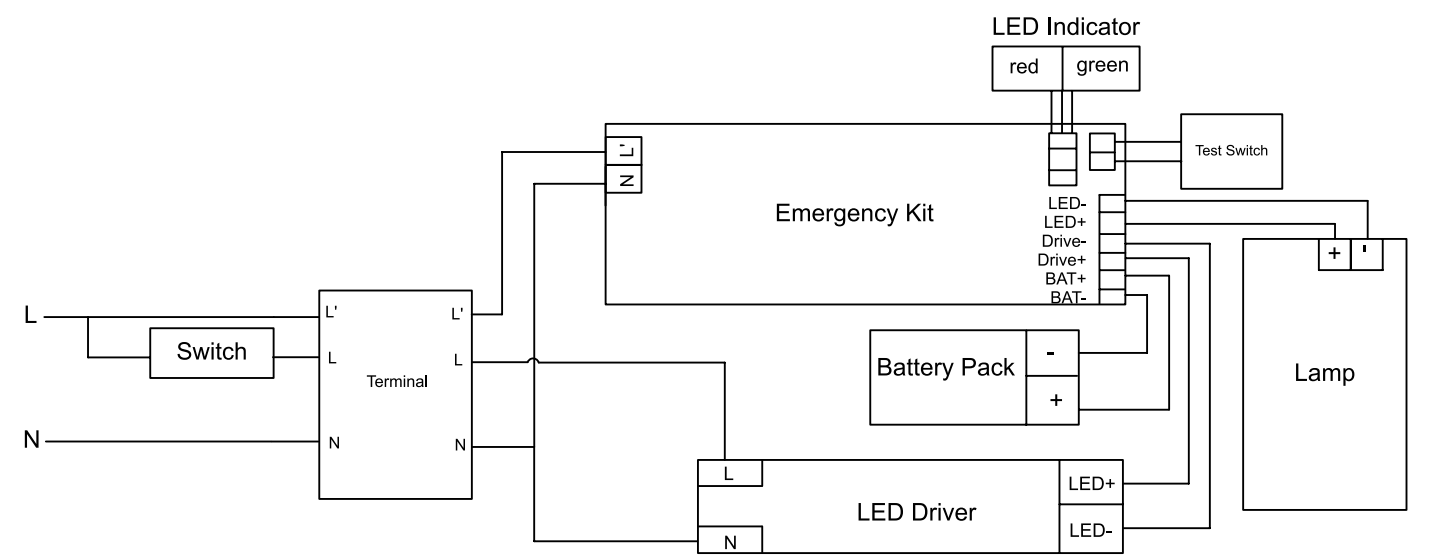 LED Indicator
red
green
L'
N
Test Switch
Emergency Kit
LED-
LED+
Drive-
Drive+
BAT+
BAT-
+
-
L
Switch
N
L'
L
N
Terminal
L'
L
N
Battery Pack
-
+
Lamp
L
N
LED Driver
LED+
LED-